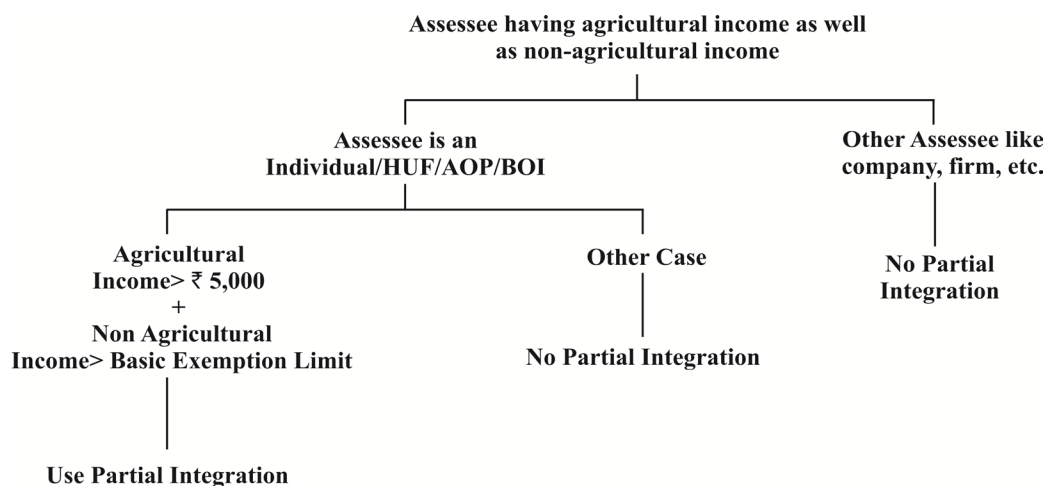 Assessee having agricultural income as well
as non-agricultural income
Assessee is an
Individual/HUF/AOP/BOI
Other Assessee like
company, firm, etc.
Agricultural
Income> ₹ 5,000
+
Non Agricultural
Income> Basic Exemption Limit
Other Case
No Partial
Integration
No Partial Integration
Use Partial Integration